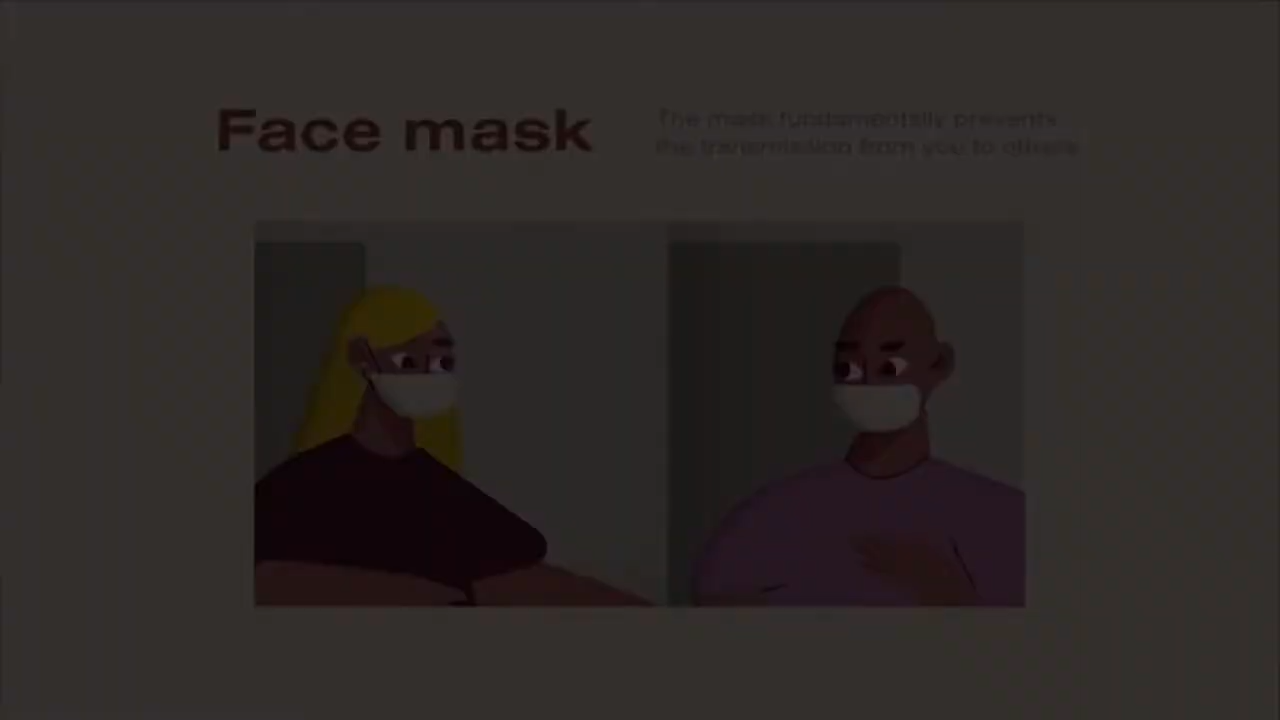 Face mask
The mask fundamentally prevents
the transmission from you to others